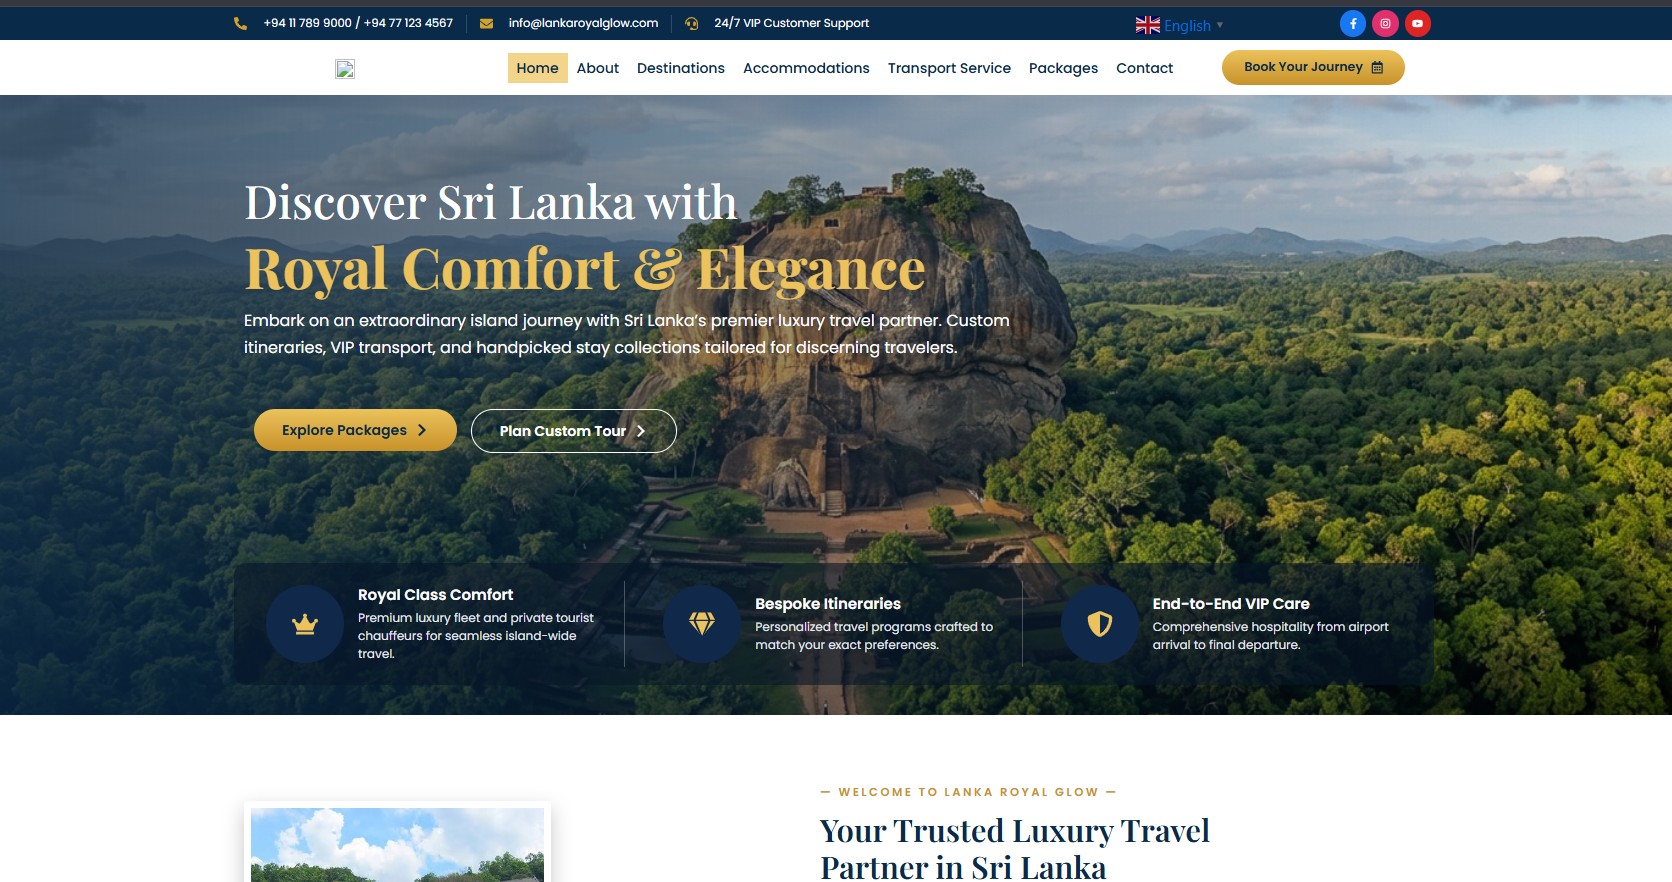 +94 11 789 9000 / +94 77 123 4567
info@lankaroyalglow.com
24/7 VIP Customer Support
English ▼
Home
About
Destinations
Accommodations
Transport Service
Packages
Contact
Book Your Journey
Discover Sri Lanka with
Royal Comfort & Elegance
Embark on an extraordinary island journey with Sri Lanka’s premier luxury travel partner. Custom
itineraries, VIP transport, and handpicked stay collections tailored for discerning travelers.
Explore Packages
Plan Custom Tour
Royal Class Comfort
Premium luxury fleet and private tourist
chauffeurs for seamless island-wide
travel.
Bespoke Itineraries
Personalized travel programs crafted to
match your exact preferences.
End-to-End VIP Care
Comprehensive hospitality from airport
arrival to final departure.
— WELCOME TO LANKA ROYAL GLOW —
Your Trusted Luxury Travel
Partner in Sri Lanka